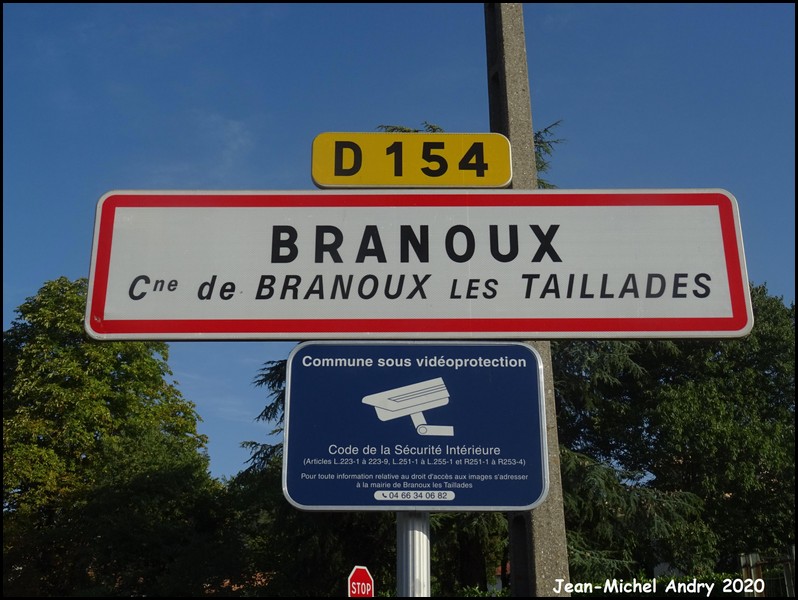 D 154
BRANOUX
Cne de BRANOUX LES TAILLADES
Commune sous vidéoprotection
Code de la Sécurité Intérieure
(Articles L.223-1 à 223-9, L.251-1 à L.255-1 et R251-1 à R253-4)
Pour toute information relative au droit d'accès aux images s'adresser
à la mairie de Branoux les Taillades
04 66 34 06 82
STOP
Jean-Michel Andry 2020